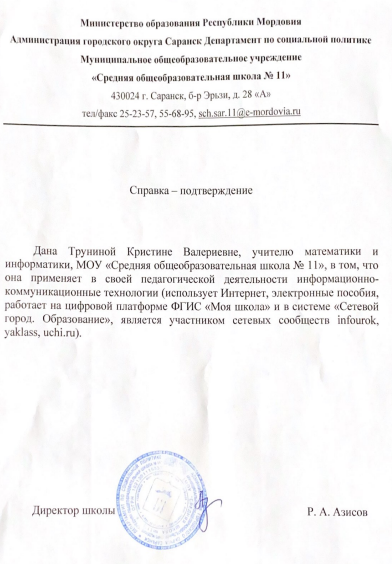 Министерство образования Республики Мордовия
Администрация городского округа Саранск Департамент по социальной политике
Муниципальное общеобразовательное учреждение
«Средняя общеобразовательная школа № 11»
430024 г. Саранск, б-р Эрьзи, д. 28 «А»
тел/факс 25-23-57, 55-68-95, sch.sar.11@e-mordovia.ru
Справка – подтверждение
Дана Труниной Кристине Валериевне, учителю математики и
информатики, МОУ «Средняя общеобразовательная школа № 11», в том, что
она применяет в своей педагогической деятельности информационно-
коммуникационные технологии (использует Интернет, электронные пособия,
работает на цифровой платформе ФГИС «Моя школа» и в системе «Сетевой
город. Образование», является участником сетевых сообществ infourok,
yaklass, uchi.ru).
Директор школы
Р. А. Азисов